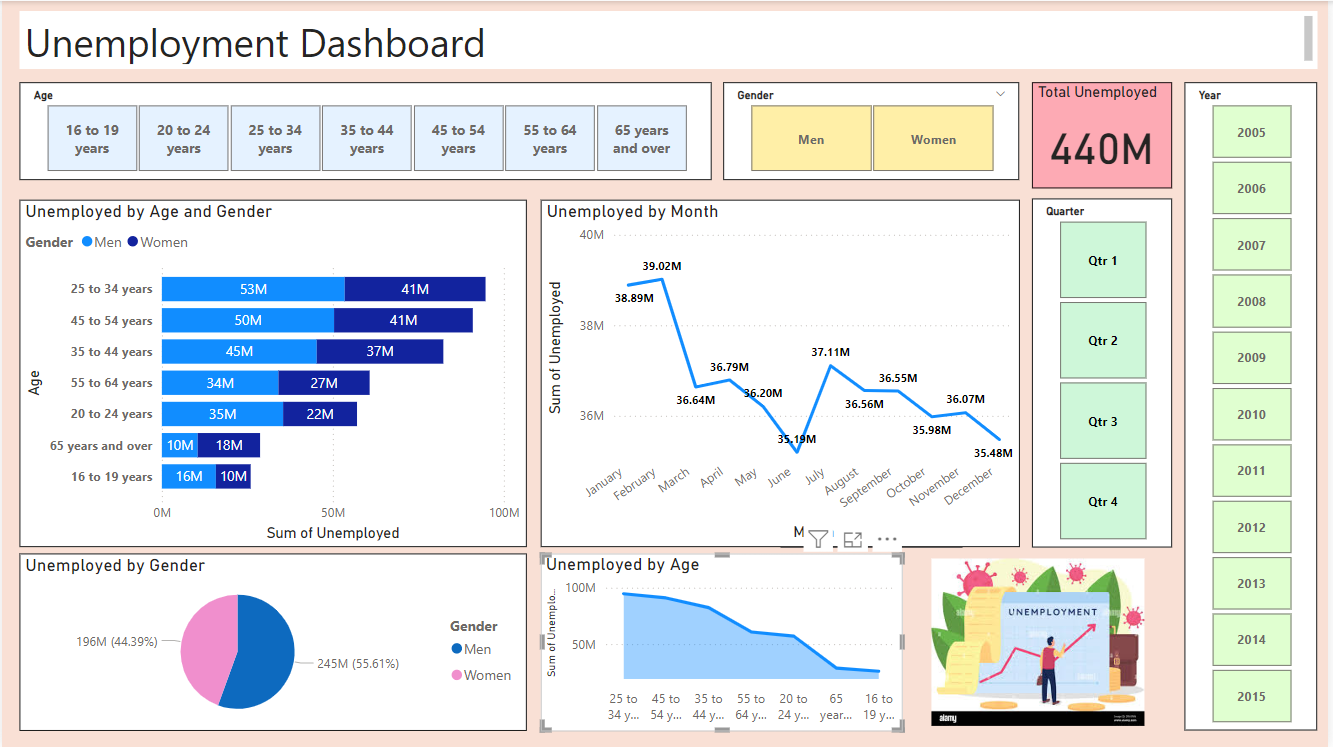 Unemployment Dashboard
Age
16 to 19 years
20 to 24 years
25 to 34 years
35 to 44 years
45 to 54 years
55 to 64 years
65 years and over
Gender
Men
Women
Total Unemployed
440M
Year
2005
2006
2007
2008
2009
2010
2011
2012
2013
2014
2015
Unemployed by Age and Gender
Gender Men Women
Age
25 to 34 years 53M 41M
45 to 54 years 50M 41M
35 to 44 years 45M 37M
55 to 64 years 34M 27M
20 to 24 years 35M 22M
65 years and over 10M 18M
16 to 19 years 16M 10M
0M 50M 100M
Sum of Unemployed
Unemployed by Month
Sum of Unemployed
40M
38M
36M
38.89M
39.02M
36.64M
36.79M
36.20M
35.19M
37.11M
36.56M
36.55M
35.98M
36.07M
35.48M
January February March April May June July August September October November December
M
Quarter
Qtr 1
Qtr 2
Qtr 3
Qtr 4
Unemployed by Gender
196M (44.39%)
245M (55.61%)
Gender
Men
Women
Unemployed by Age
Sum of Unemplo...
100M
50M
25 to 34 y...
45 to 54 y...
35 to 44 y...
55 to 64 y...
20 to 24 y...
65 year...
16 to 19 y...
UNEMPLOYMENT
alamy